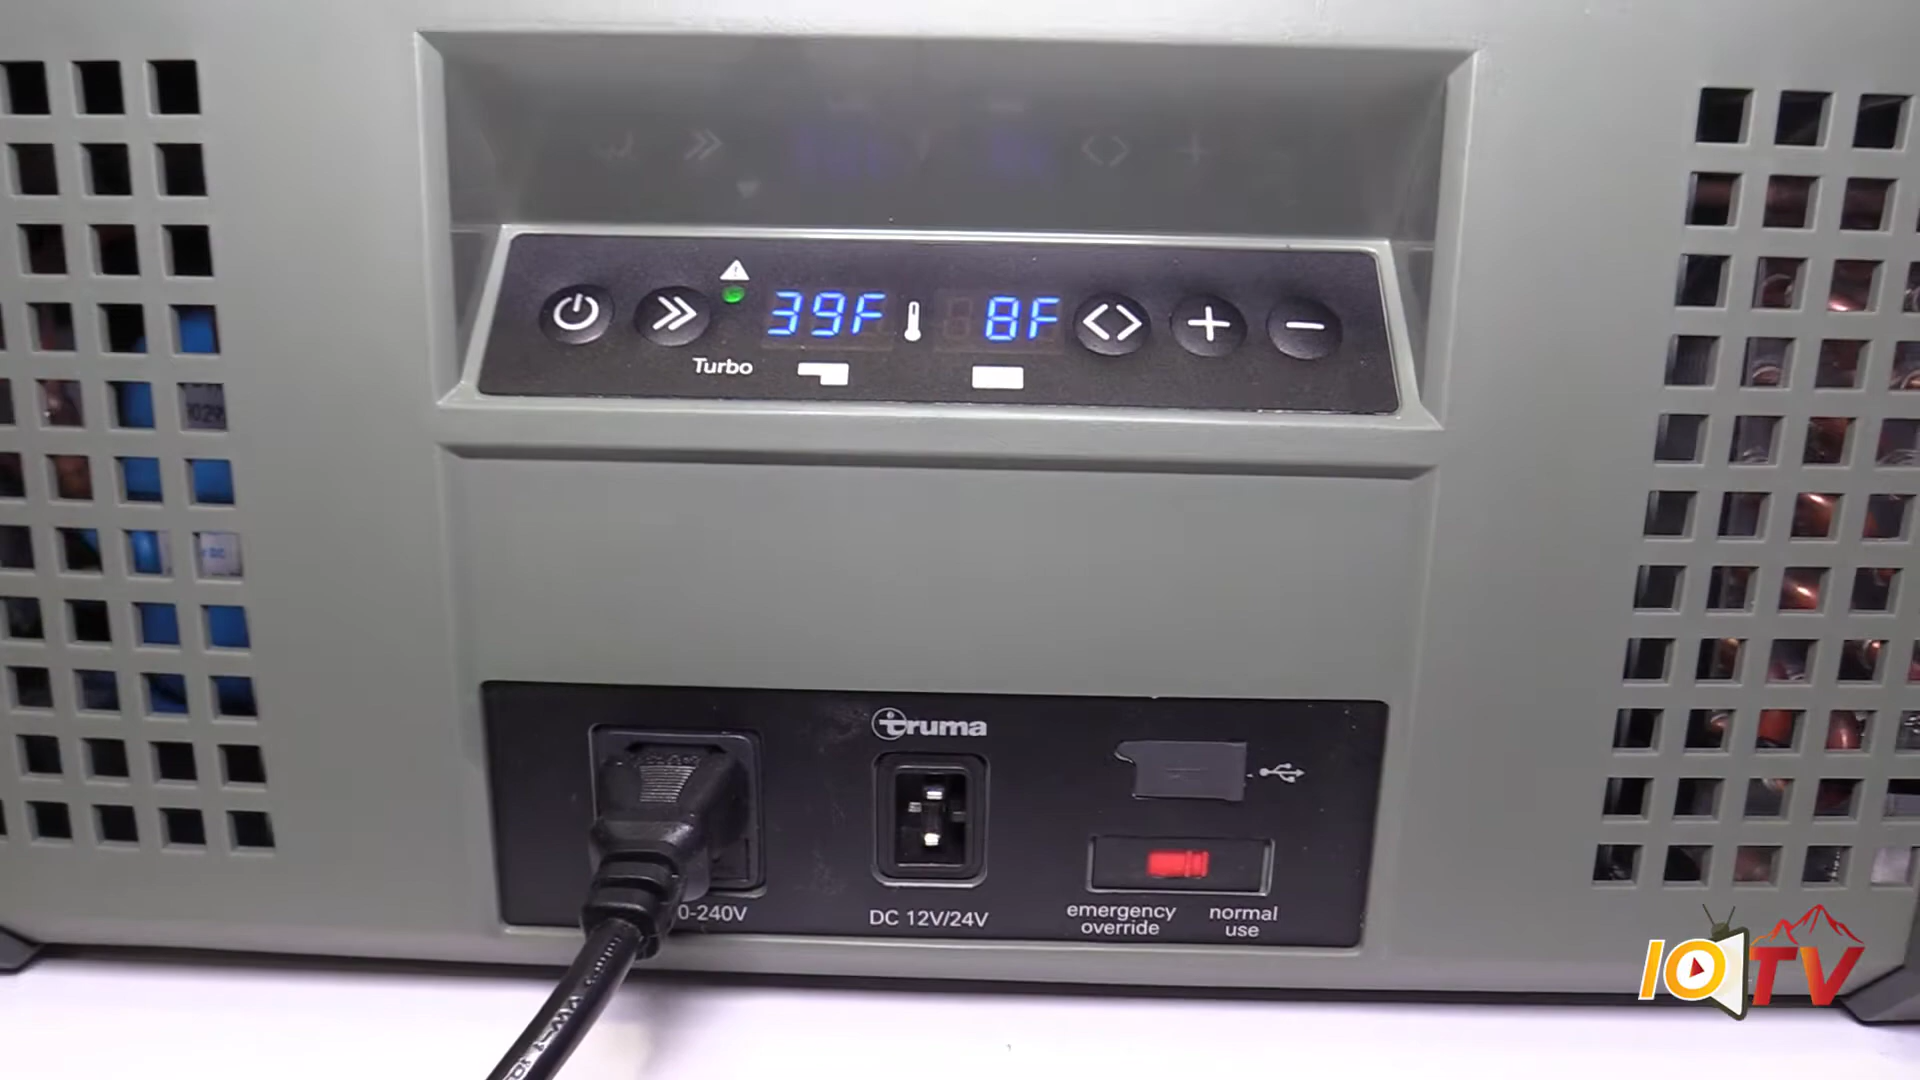 39F 8F
Turbo
truma
0-240V
DC 12V/24V
emergency
override
normal
use
IOTV